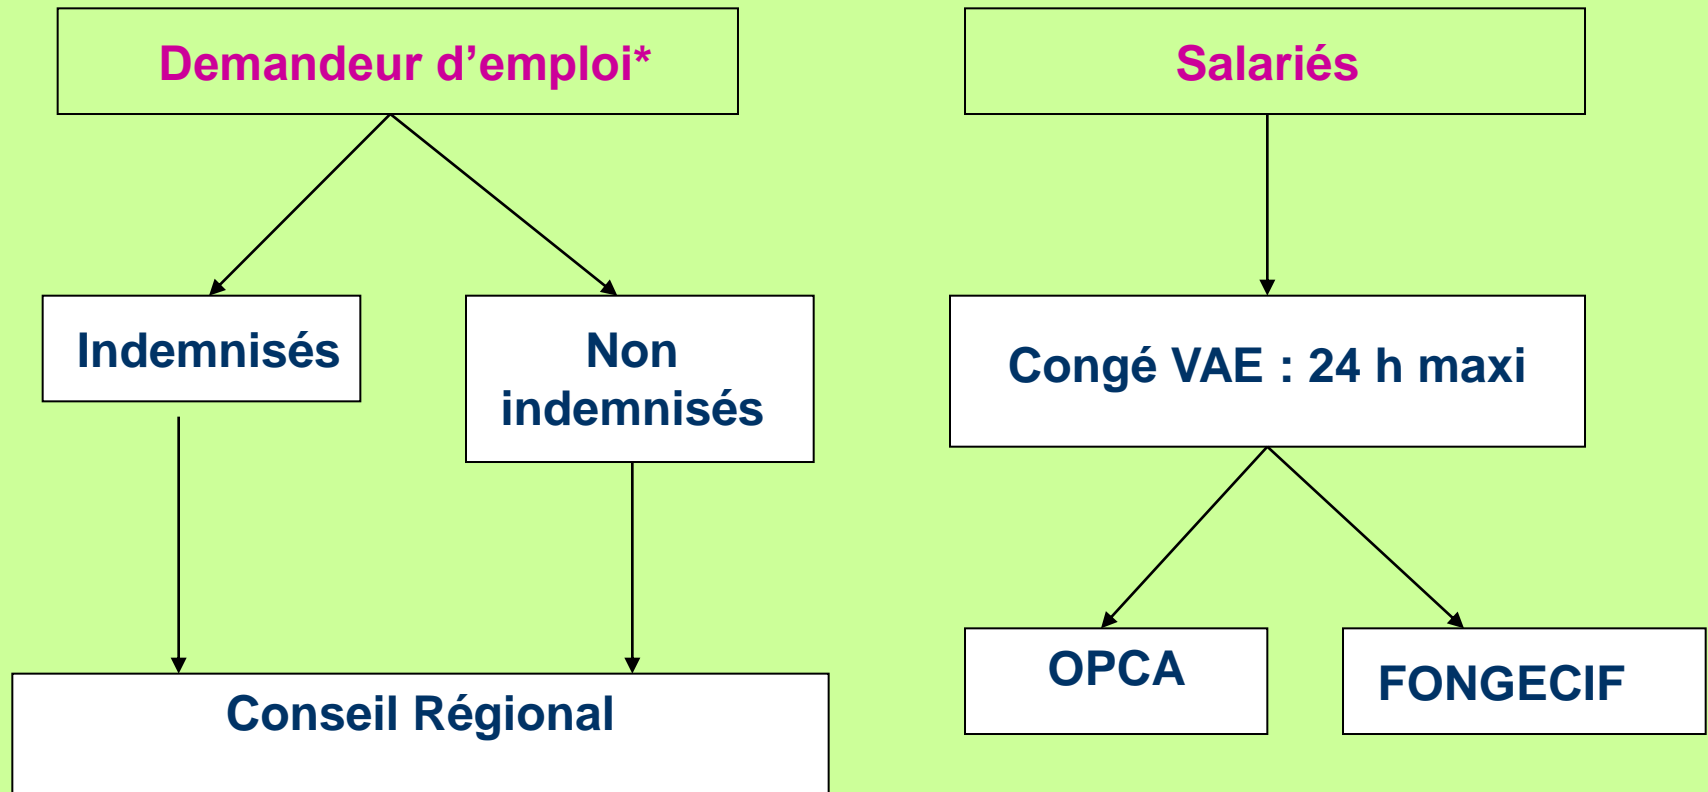 Demandeur d’emploi*
Salariés
Indemnisés
Non
indemnisés
Congé VAE : 24 h maxi
OPCA
FONGECIF
Conseil Régional